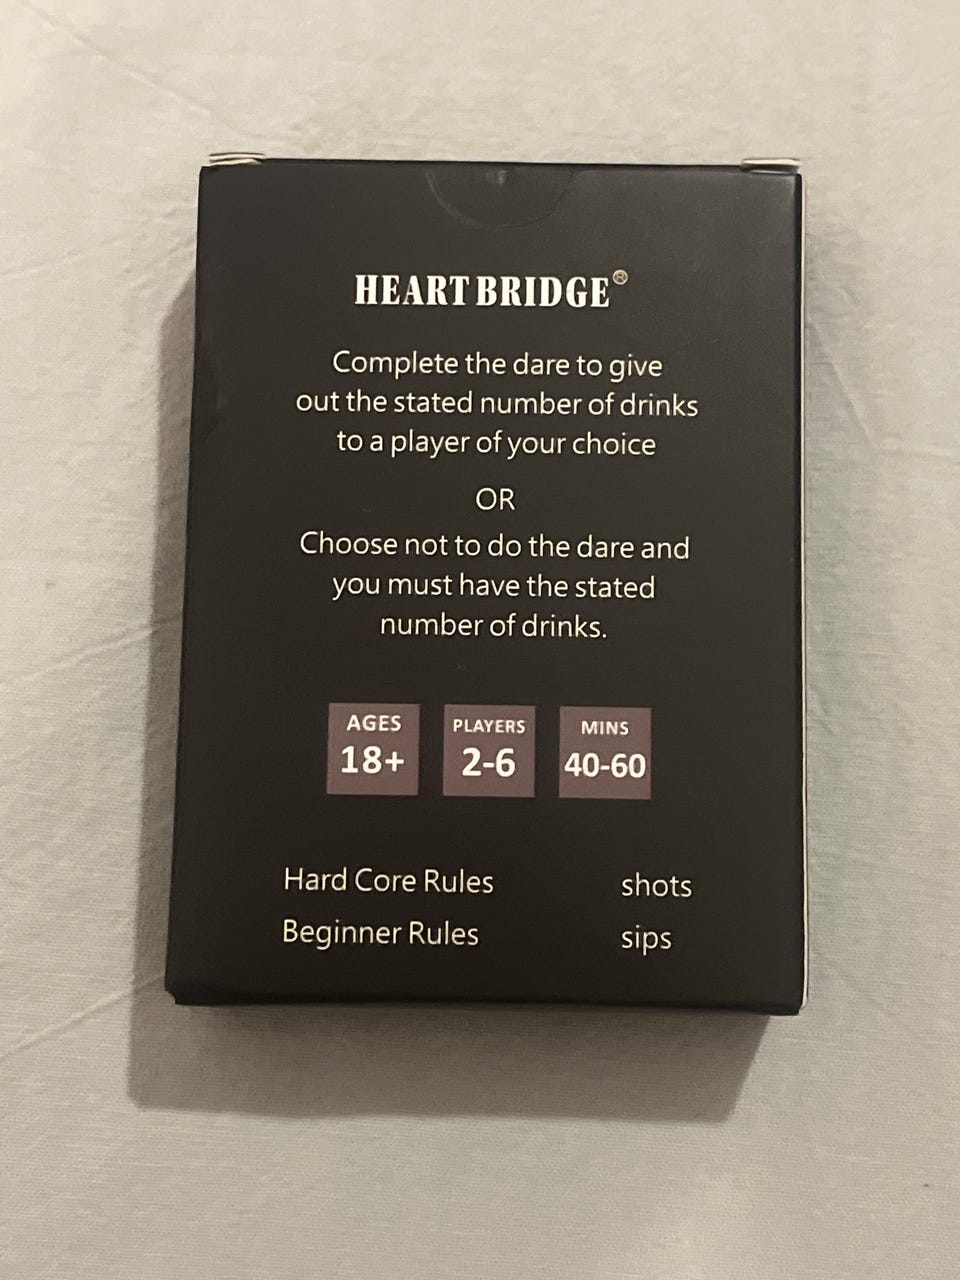 HEART BRIDGE®
Complete the dare to give
out the stated number of drinks
to a player of your choice
OR
Choose not to do the dare and
you must have the stated
number of drinks.
AGES PLAYERS MINS
18+ 2-6 40-60
Hard Core Rules shots
Beginner Rules sips